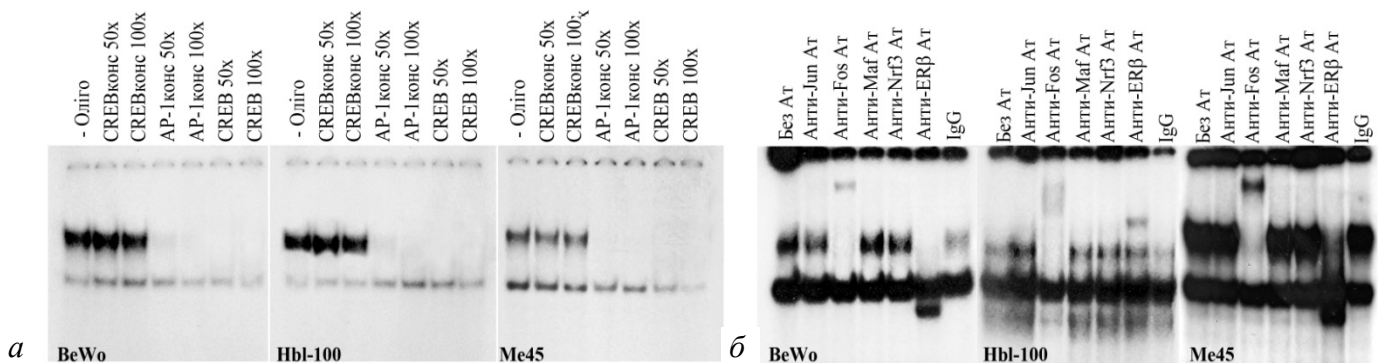 - Оліго
CREBконс 50x
CREBконс 100x
AP-1конс 50x
AP-1конс 100x
CREB 50x
CREB 100x
- Оліго
CREBконс 50x
CREBконс 100x
AP-1конс 50x
AP-1конс 100x
CREB 50x
CREB 100x
- Оліго
CREBконс 50x
CREBконс 100x
AP-1конс 50x
AP-1конс 100x
CREB 50x
CREB 100x
а
BeWo
Hbl-100
Me45
Без Ат
Анти-Jun Ат
Анти-Fos Ат
Анти-Maf Ат
Анти-Nrf3 Ат
Анти-ERβ Ат
IgG
Без Ат
Анти-Jun Ат
Анти-Fos Ат
Анти-Maf Ат
Анти-Nrf3 Ат
Анти-ERβ Ат
IgG
Без Ат
Анти-Jun Ат
Анти-Fos Ат
Анти-Maf Ат
Анти-Nrf3 Ат
Анти-ERβ Ат
IgG
б
BeWo
Hbl-100
Me45